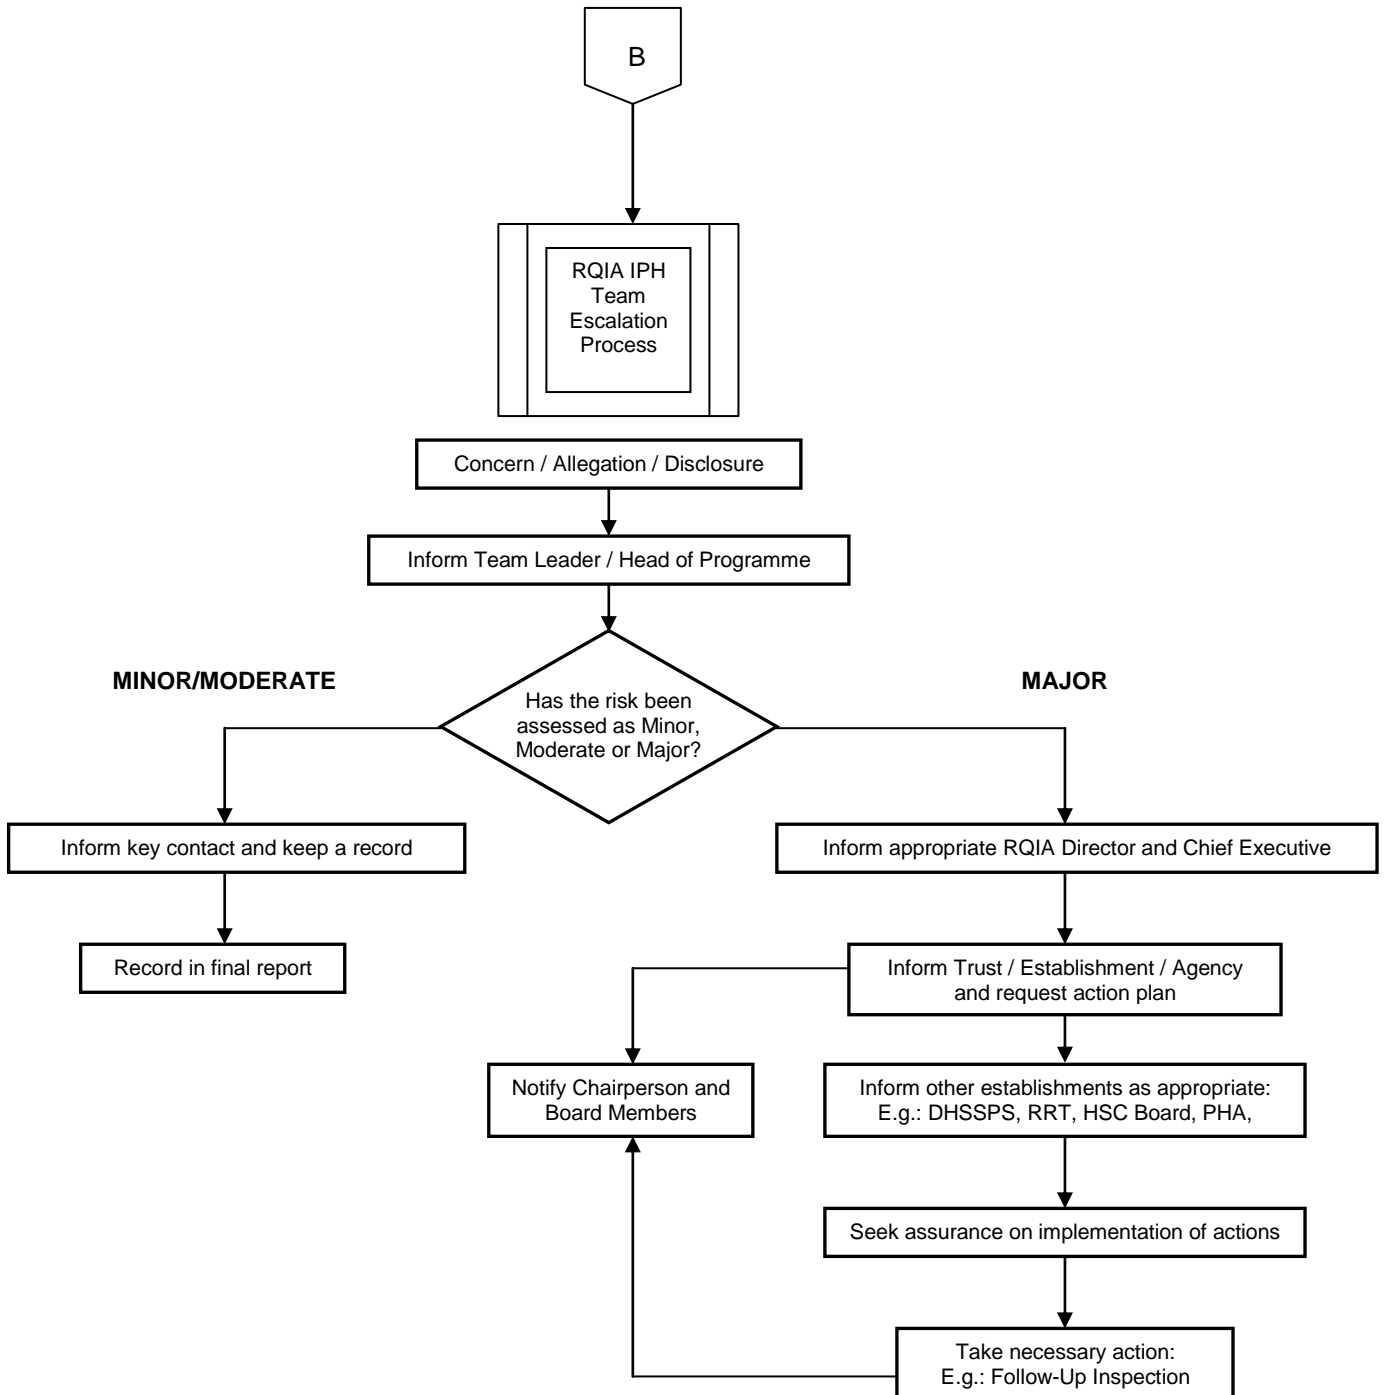 B
RQIA IPH
Team
Escalation
Process
Concern / Allegation / Disclosure
Inform Team Leader / Head of Programme
MINOR/MODERATE
Has the risk been
assessed as Minor,
Moderate or Major?
MAJOR
Inform key contact and keep a record
Inform appropriate RQIA Director and Chief Executive
Record in final report
Inform Trust / Establishment / Agency
and request action plan
Notify Chairperson and
Board Members
Inform other establishments as appropriate:
E.g.: DHSSPS, RRT, HSC Board, PHA,
Seek assurance on implementation of actions
Take necessary action:
E.g.: Follow-Up Inspection